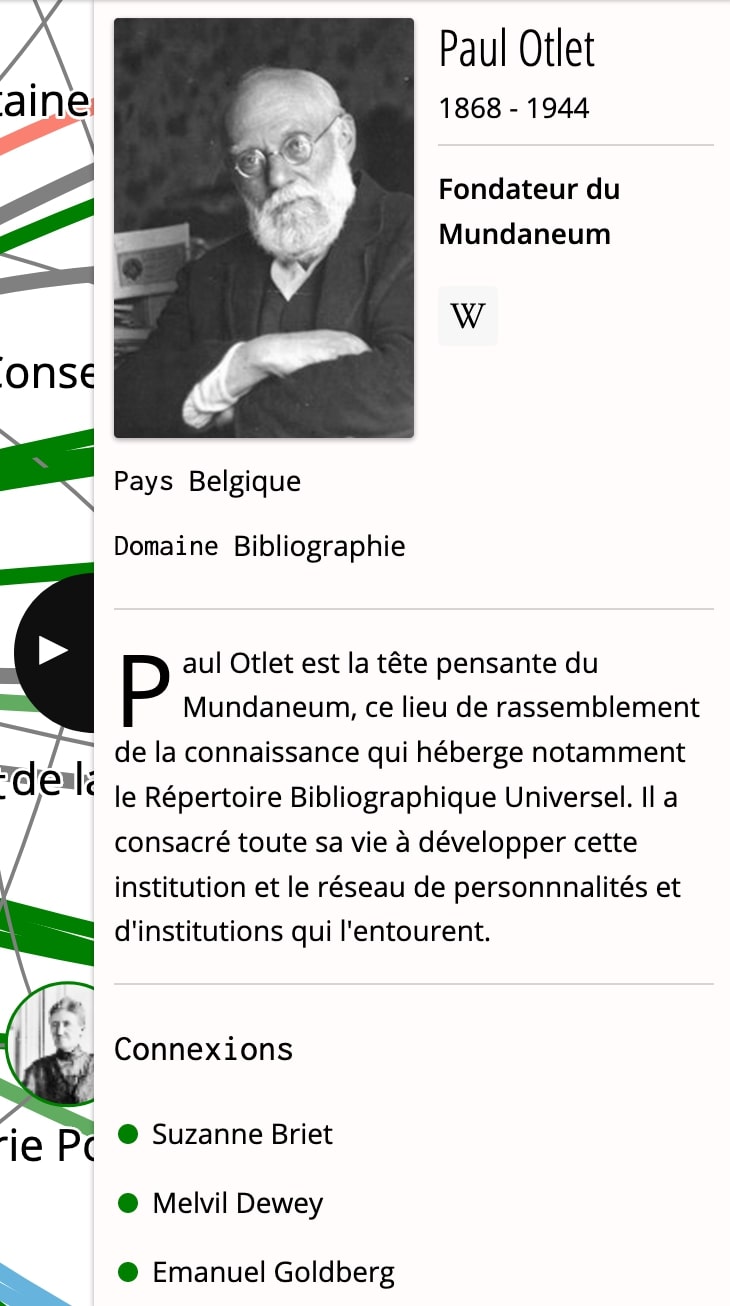 Paul Otlet
1868 - 1944
Fondateur du
Mundaneum
W
Pays Belgique
Domaine Bibliographie
Paul Otlet est la tête pensante du
Mundaneum, ce lieu de rassemblement
de la connaissance qui héberge notamment
le Répertoire Bibliographique Universel. Il a
consacré toute sa vie à développer cette
institution et le réseau de personnnalités et
d'institutions qui l'entourent.
Connexions
Suzanne Briet
Melvil Dewey
Emanuel Goldberg
taine
Conse
t de la
rie Po